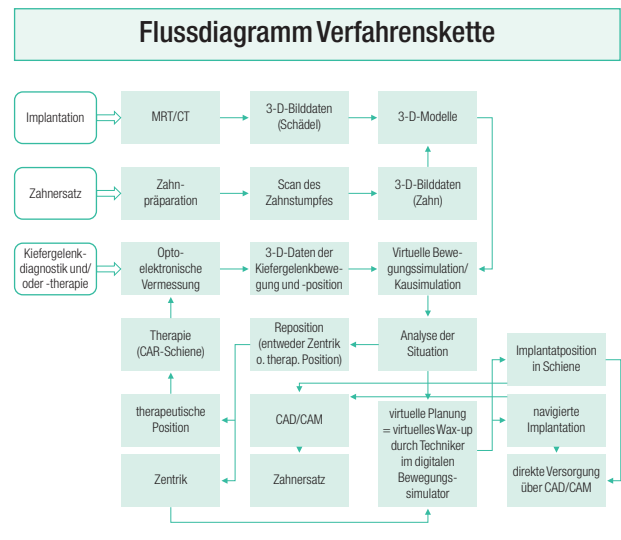 Flussdiagramm Verfahrenskette
Implantation
MRT/CT
3-D-Bilddaten
(Schädel)
3-D-Modelle
Zahnersatz
Zahn-
präparation
Scan des
Zahnstumpfes
3-D-Bilddaten
(Zahn)
Kiefergelenk-
diagnostik und/
oder -therapie
Opto-
elektronische
Vermessung
3-D-Daten der
Kiefergelenkbewe-
gung und -position
Virtuelle Bewe-
gungssimulation/
Kausimulation
Therapie
(CAR-Schiene)
Reposition
(entweder Zentrik
o. therap. Position)
Analyse der
Situation
Implantatposition
in Schiene
therapeutische
Position
CAD/CAM
virtuelle Planung
= virtuelles Wax-up
durch Techniker
im digitalen
Bewegungs-
simulator
navigierte
Implantation
Zentrik
Zahnersatz
direkte Versorgung
über CAD/CAM